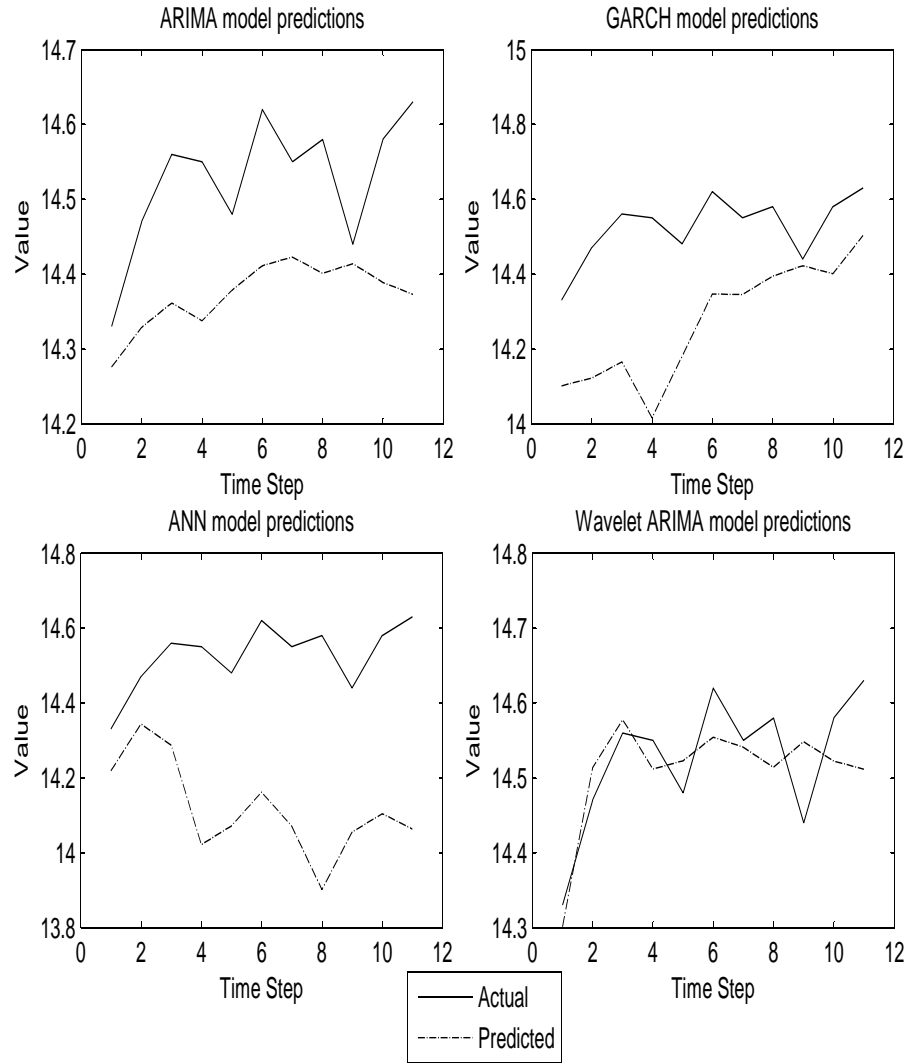 ARIMA model predictions
14.7
14.6
14.5
14.4
14.3
14.2
Value
0 2 4 6 8 10 12
Time Step
GARCH model predictions
15
14.8
14.6
14.4
14.2
14
Value
0 2 4 6 8 10 12
Time Step
ANN model predictions
14.8
14.6
14.4
14.2
14
13.8
Value
0 2 4 6 8 10 12
Time Step
Wavelet ARIMA model predictions
14.8
14.7
14.6
14.5
14.4
14.3
Value
0 2 4 6 8 10 12
Time Step
Actual
Predicted